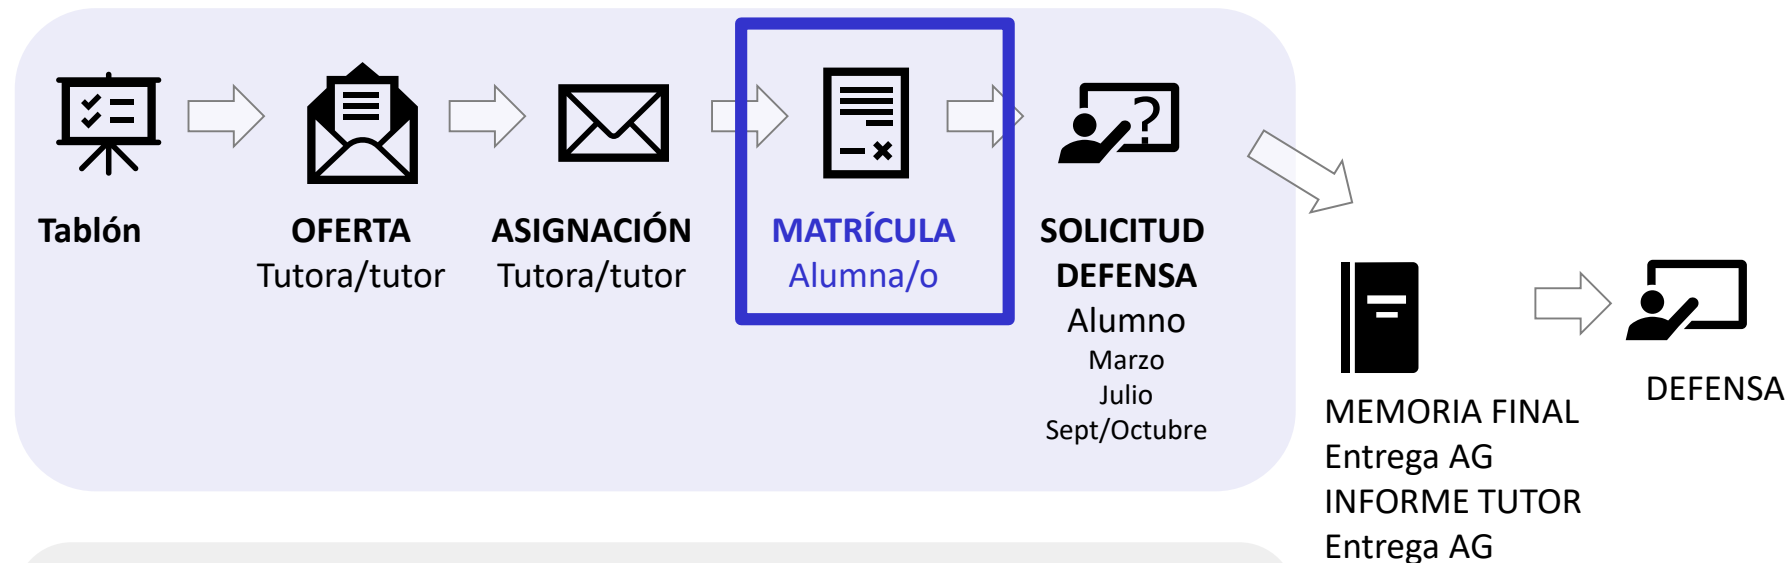 Tablón
OFERTA
Tutora/tutor
ASIGNACIÓN
Tutora/tutor
MATRÍCULA
Alumna/o
?
SOLICITUD
DEFENSA
Alumno
Marzo
Julio
Sept/Octubre
MEMORIA FINAL
Entrega AG
INFORME TUTOR
Entrega AG
DEFENSA